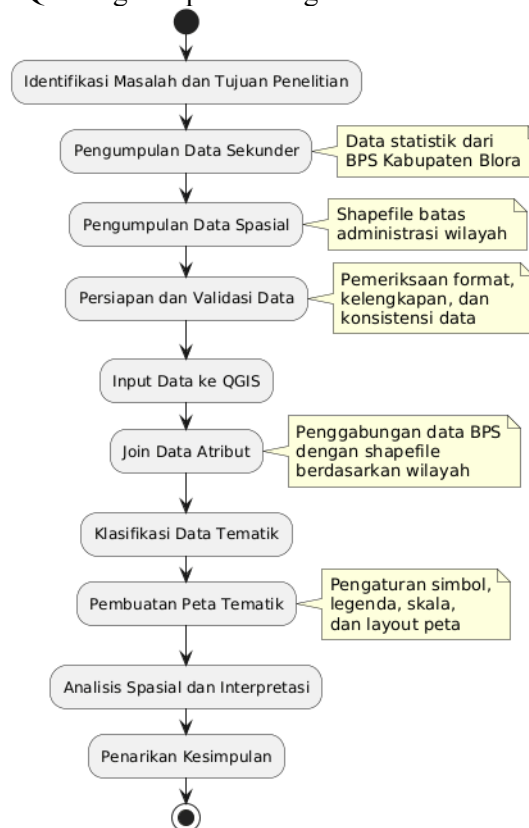 Identifikasi Masalah dan Tujuan Penelitian
Pengumpulan Data Sekunder
Data statistik dari
BPS Kabupaten Blora
Pengumpulan Data Spasial
Shapefile batas
administrasi wilayah
Persiapan dan Validasi Data
Pemeriksaan format,
kelengkapan, dan
konsistensi data
Input Data ke QGIS
Join Data Atribut
Penggabungan data BPS
dengan shapefile
berdasarkan wilayah
Klasifikasi Data Tematik
Pembuatan Peta Tematik
Pengaturan simbol,
legenda, skala,
dan layout peta
Analisis Spasial dan Interpretasi
Penarikan Kesimpulan